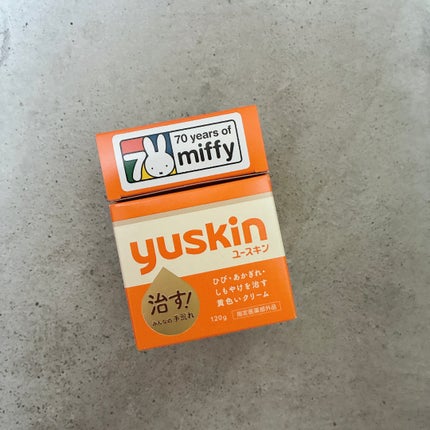 70 years of
miffy
yuskin
ユースキン
ひび・あかぎれ・
しもやけを治す
黄色いクリーム
治す!
みんなの手荒れ
120g
指定医薬部外品